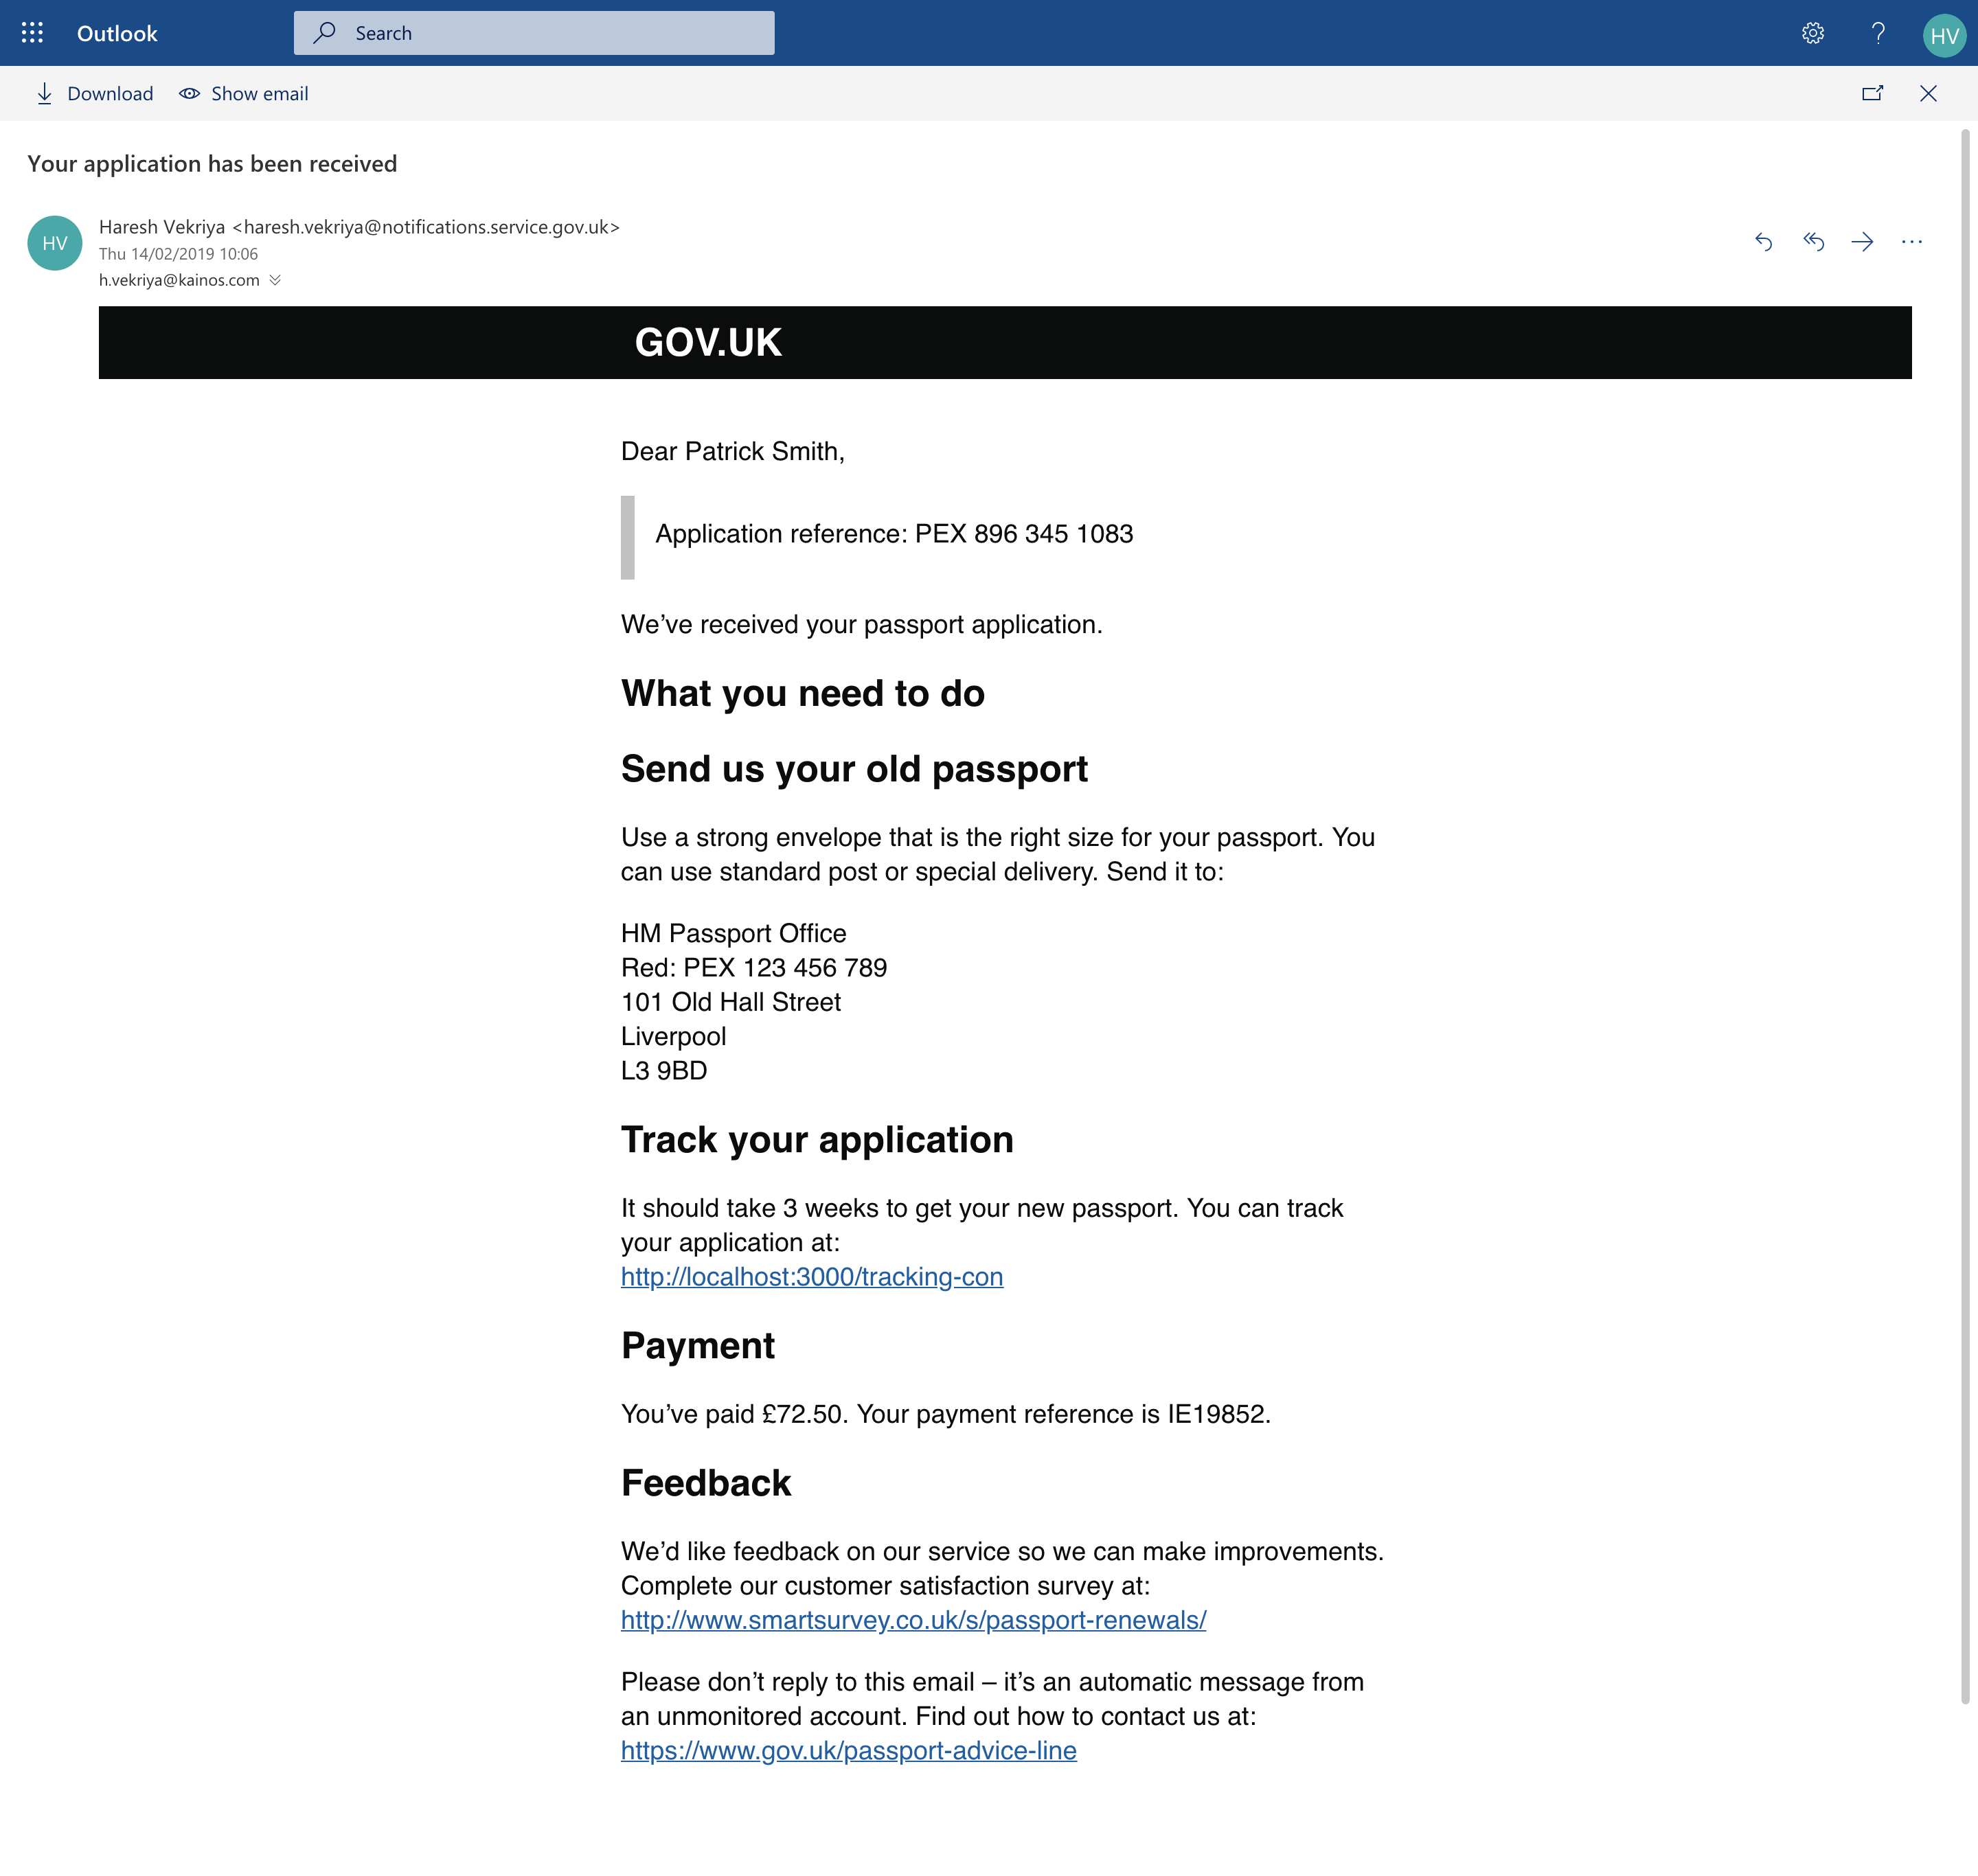 Outlook
Search
HV
Download
Show email
Your application has been received
HV
Haresh Vekriya <haresh.vekriya@notifications.service.gov.uk>
Thu 14/02/2019 10:06
h.vekriya@kainos.com
GOV.UK
Dear Patrick Smith,
Application reference: PEX 896 345 1083
We’ve received your passport application.
What you need to do
Send us your old passport
Use a strong envelope that is the right size for your passport. You
can use standard post or special delivery. Send it to:
HM Passport Office
Red: PEX 123 456 789
101 Old Hall Street
Liverpool
L3 9BD
Track your application
It should take 3 weeks to get your new passport. You can track
your application at:
http://localhost:3000/tracking-con
Payment
You’ve paid £72.50. Your payment reference is IE19852.
Feedback
We’d like feedback on our service so we can make improvements.
Complete our customer satisfaction survey at:
http://www.smartsurvey.co.uk/s/passport-renewals/
Please don’t reply to this email – it’s an automatic message from
an unmonitored account. Find out how to contact us at:
https://www.gov.uk/passport-advice-line